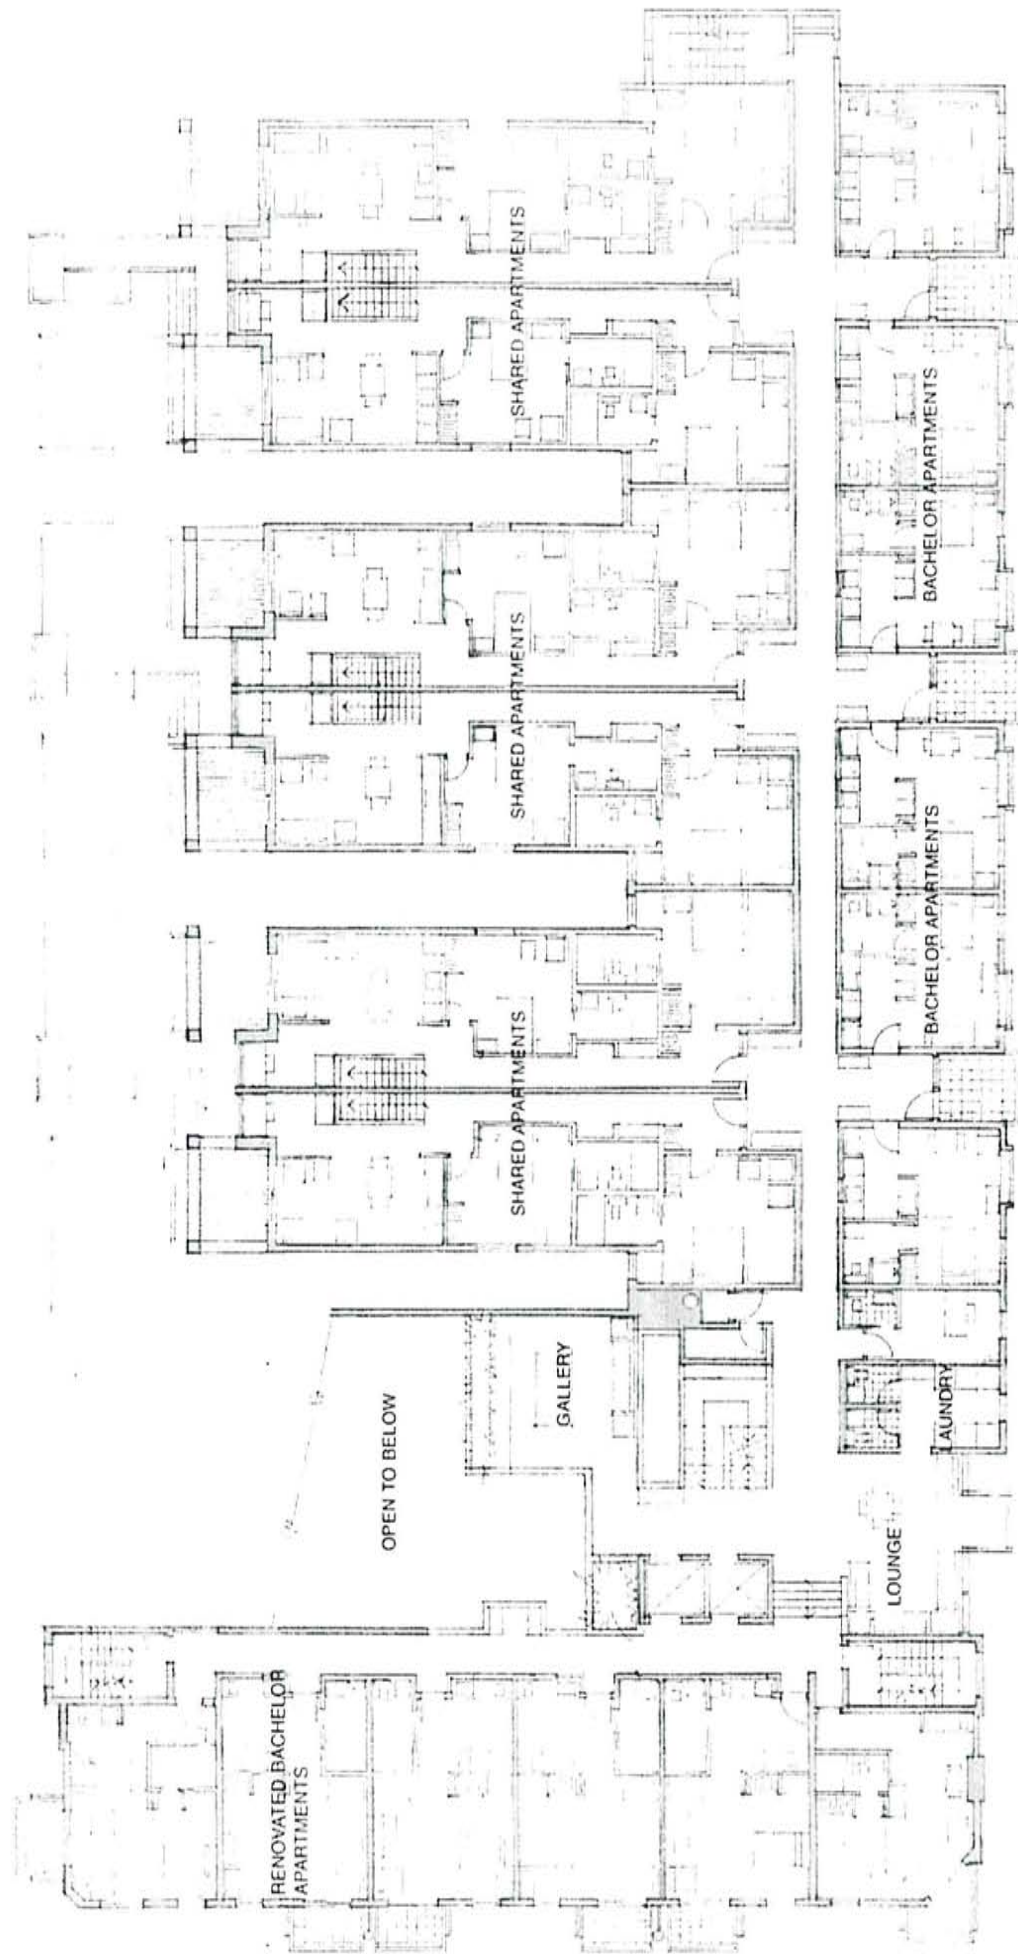 RENOVATED BACHELOR
APARTMENTS
OPEN TO BELOW
GALLERY
LOUNGE
LAUNDRY
SHARED APARTMENTS
SHARED APARTMENTS
SHARED APARTMENTS
BACHELOR APARTMENTS
BACHELOR APARTMENTS